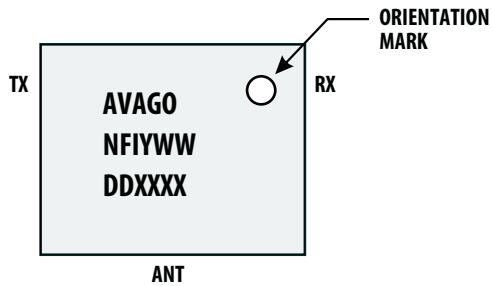 ORIENTATION
MARK
TX
RX
AVAGO
NFIYWW
DDXXXX
ANT